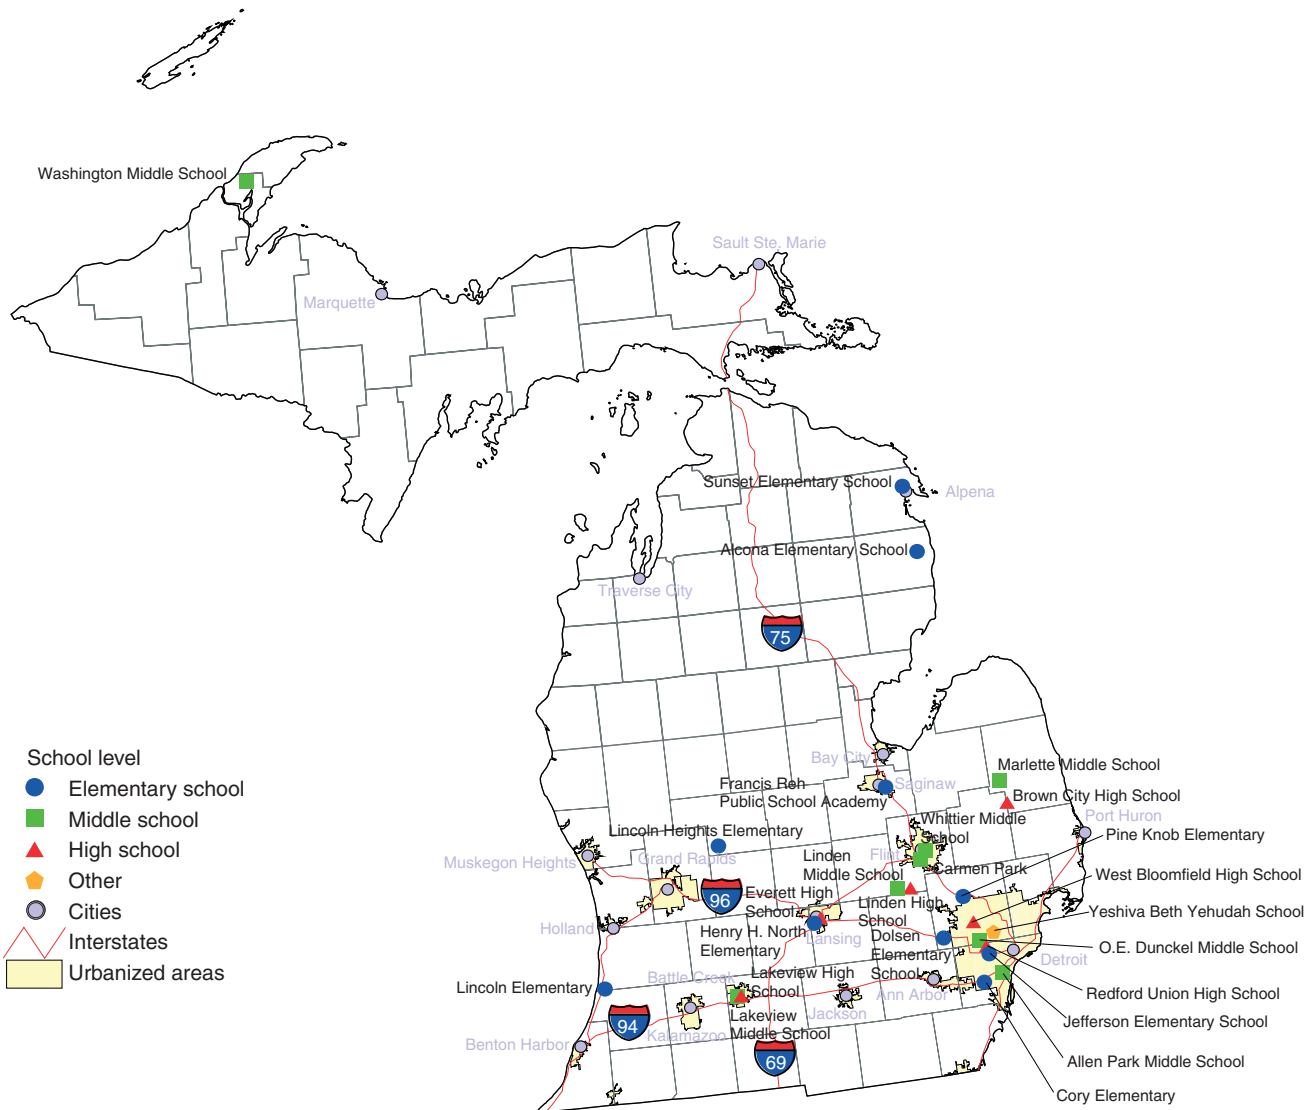 Washington Middle School
Sault Ste. Marie
Marquette
Sunset Elementary School
Alpena
Alcona Elementary School
Traverse City
75
School level
Elementary school
Middle school
High school
Other
Cities
Interstates
Urbanized areas
Bay City
Marlette Middle School
Francis Reh
Public School Academy
Saginaw
Brown City High School
Port Huron
Whittier Middle
School
Lincoln Heights Elementary
Pine Knob Elementary
Muskegon Heights
Grand Rapids
Linden
Middle School
Flint
Carmen Park
West Bloomfield High School
96
Everett High
School
Linden High
School
Yeshiva Beth Yehudah School
Holland
Henry H. North
Elementary
Lansing
Dolsen
Elementary
School
O.E. Dunckel Middle School
Detroit
Battle Creek
Lakeview High
School
Lincoln Elementary
Ann Arbor
Redford Union High School
94
Kalamazoo
Lakeview
Middle School
Jackson
Jefferson Elementary School
Benton Harbor
69
Allen Park Middle School
Cory Elementary